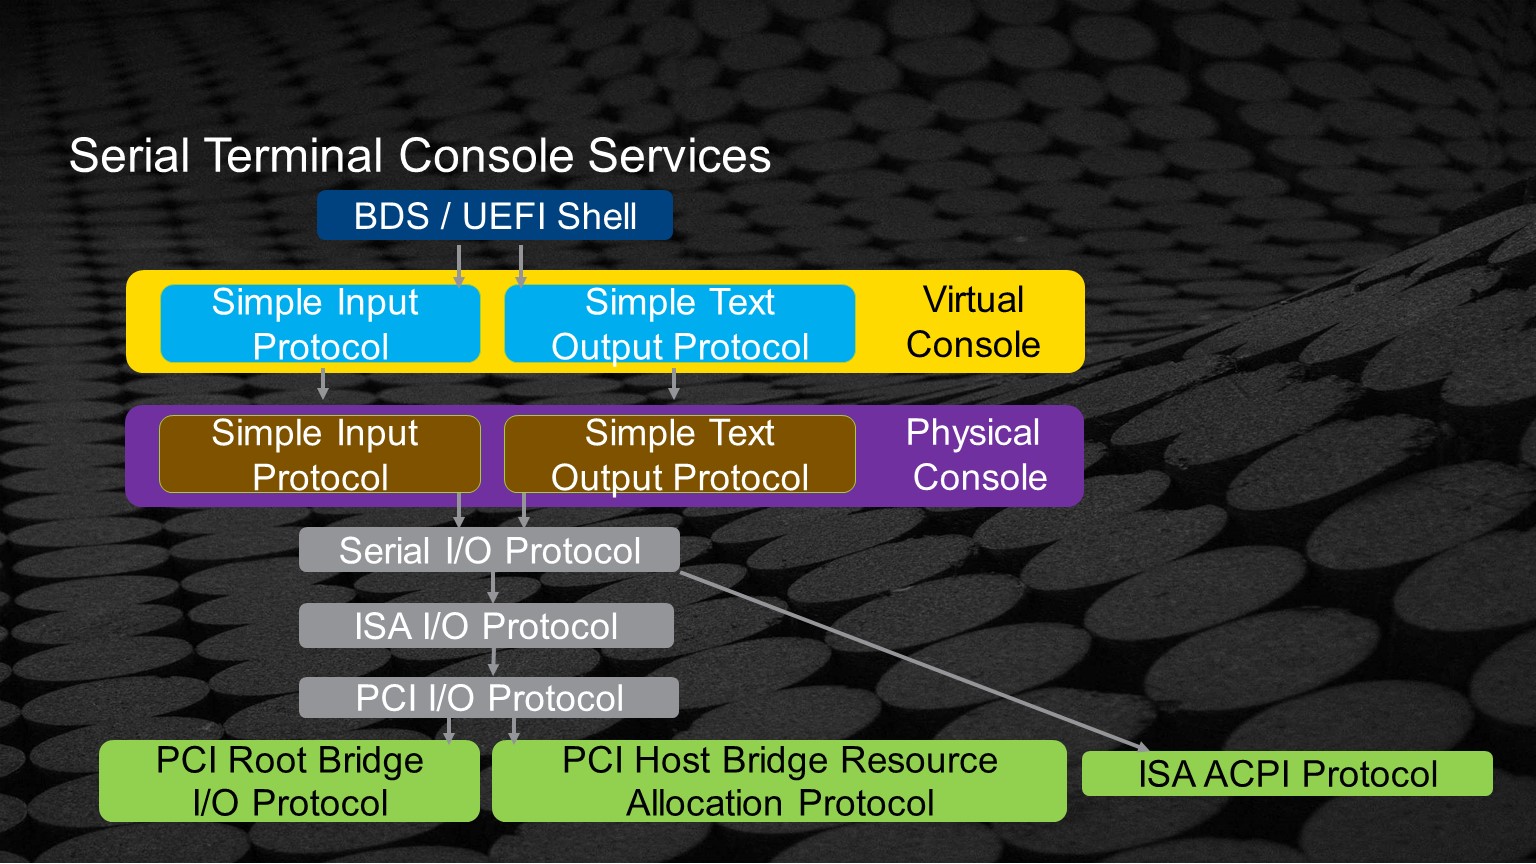 Serial Terminal Console Services
BDS / UEFI Shell
Simple Input
Protocol
Simple Text
Output Protocol
Virtual
Console
Simple Input
Protocol
Simple Text
Output Protocol
Physical
Console
Serial I/O Protocol
ISA I/O Protocol
PCI I/O Protocol
PCI Root Bridge
I/O Protocol
PCI Host Bridge Resource
Allocation Protocol
ISA ACPI Protocol